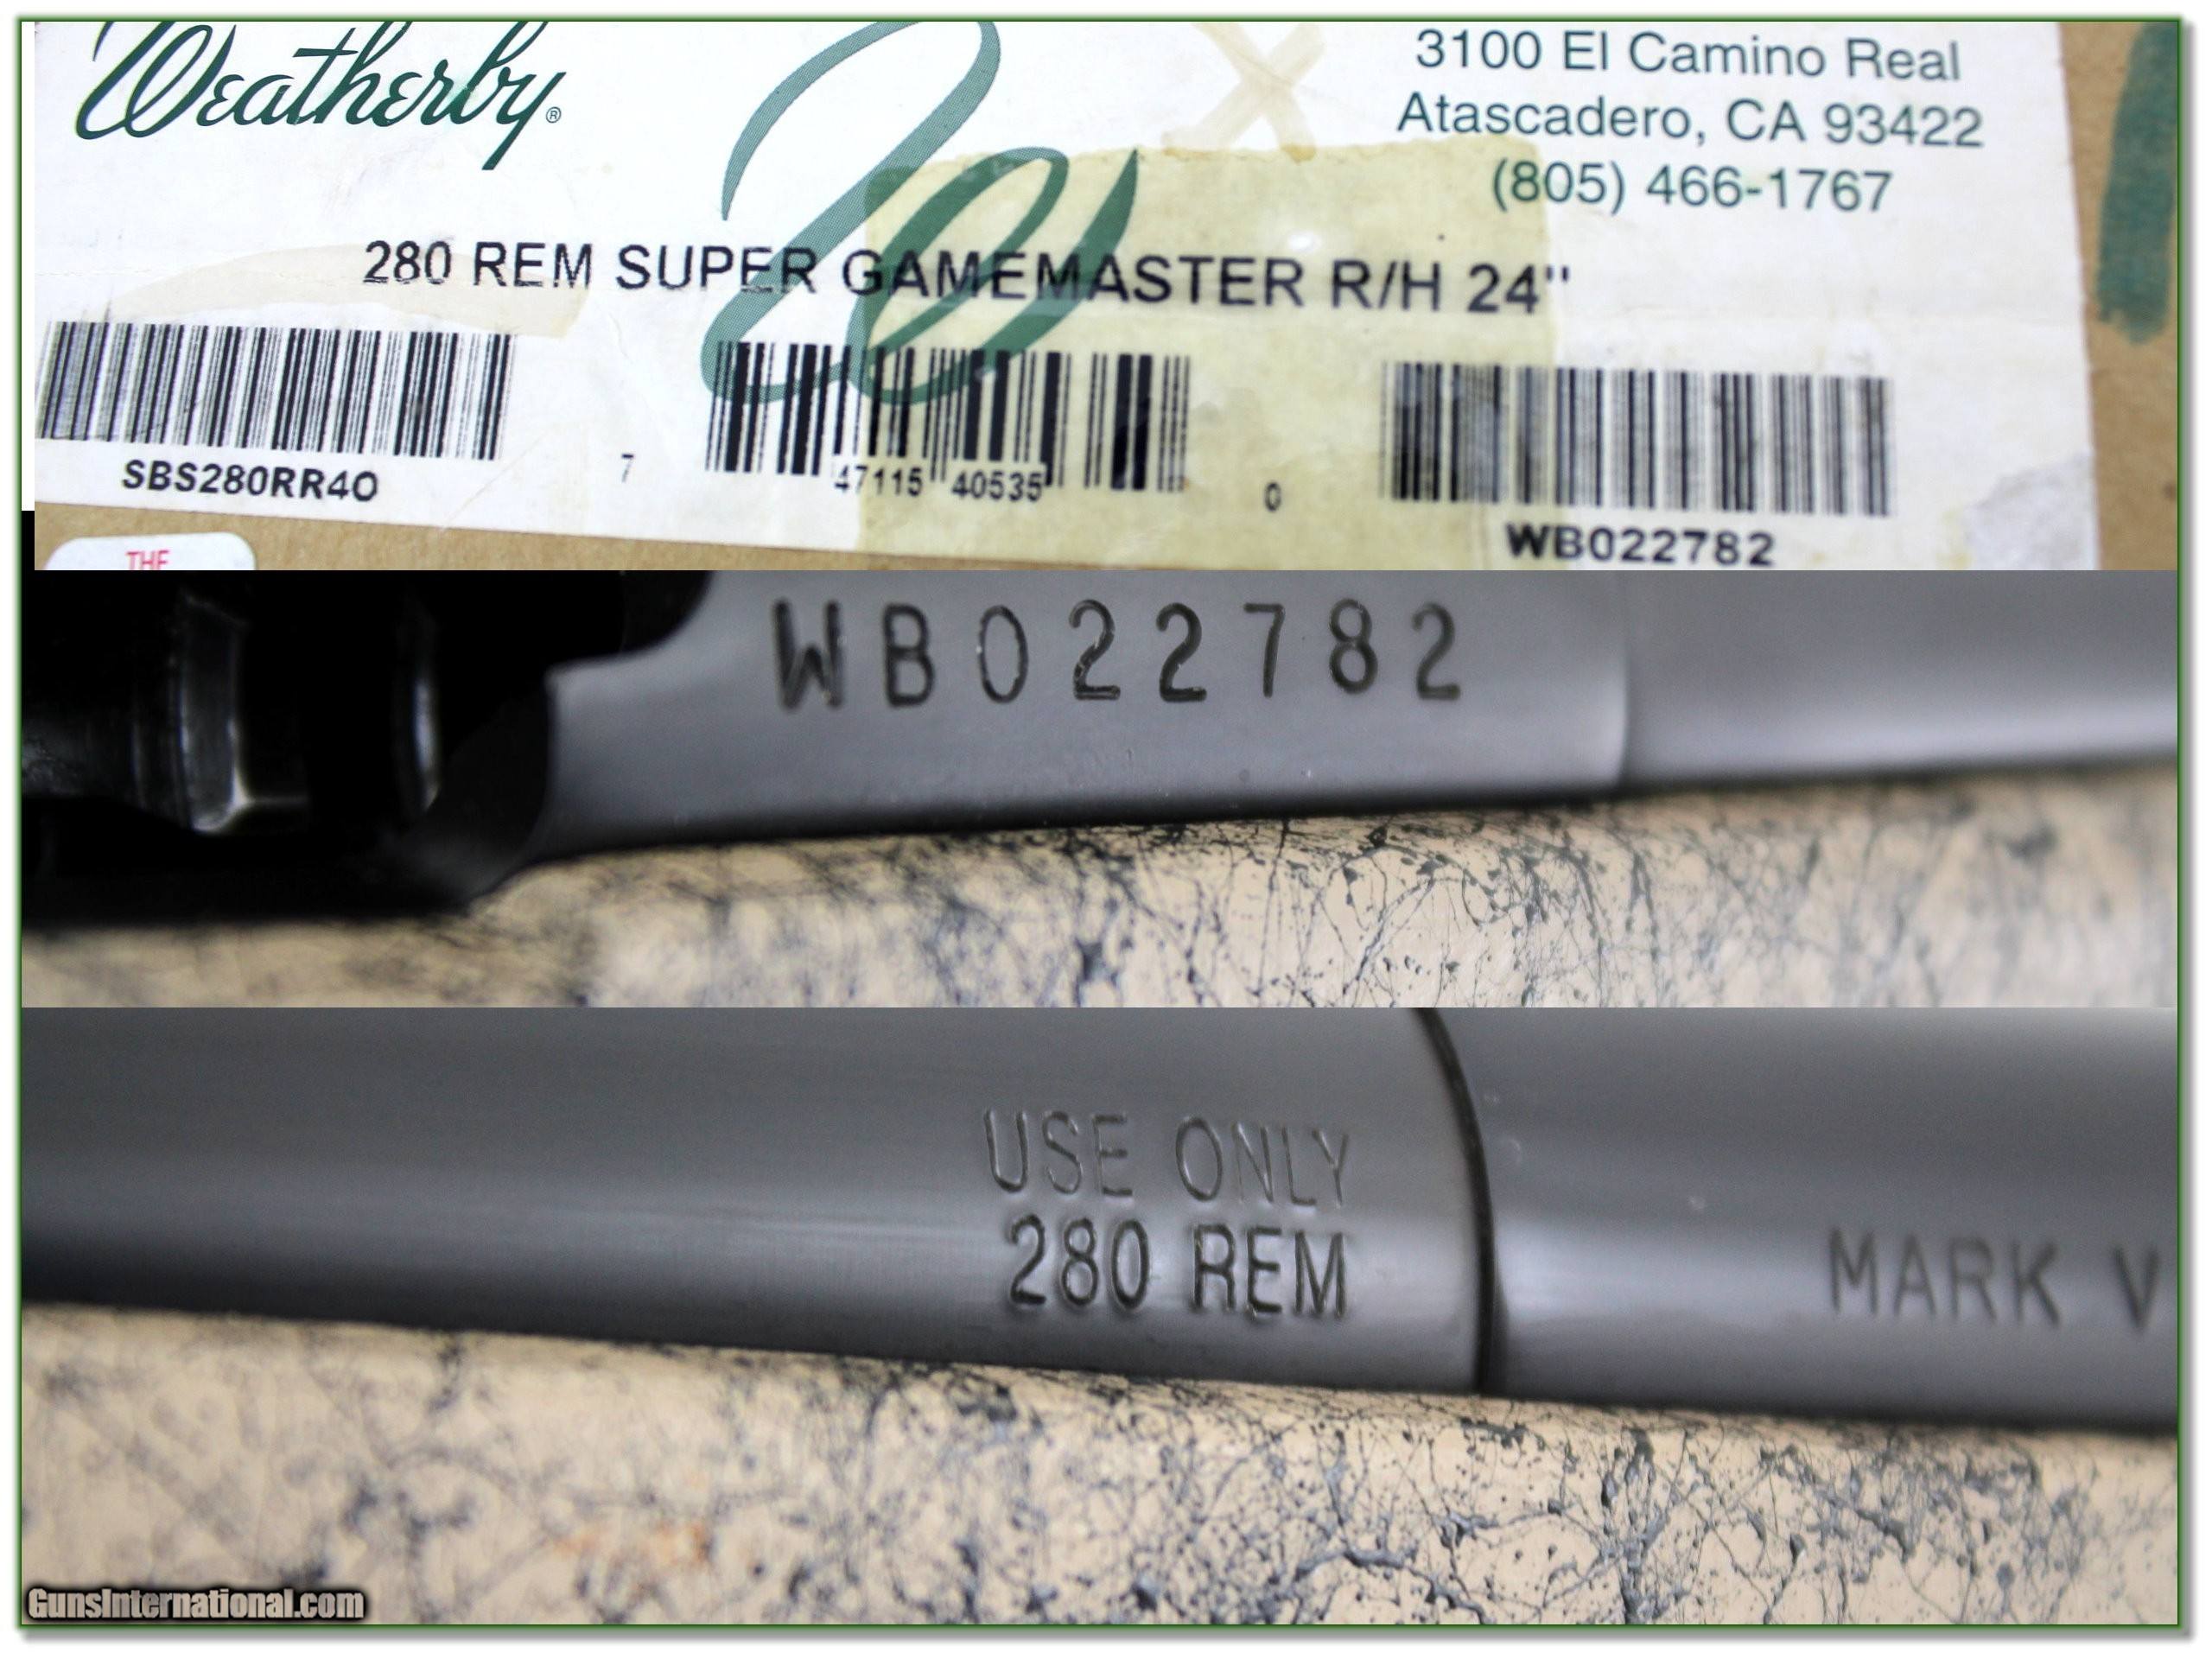 Weatherby®
3100 El Camino Real
Atascadero, CA 93422
(805) 466-1767
280 REM SUPER GAMEMASTER R/H 24"
SBS280RR4O
7 47115 40535 0
WB022782
THE
WB022782
USE ONLY
280 REM
MARK V
GunsInternational.com